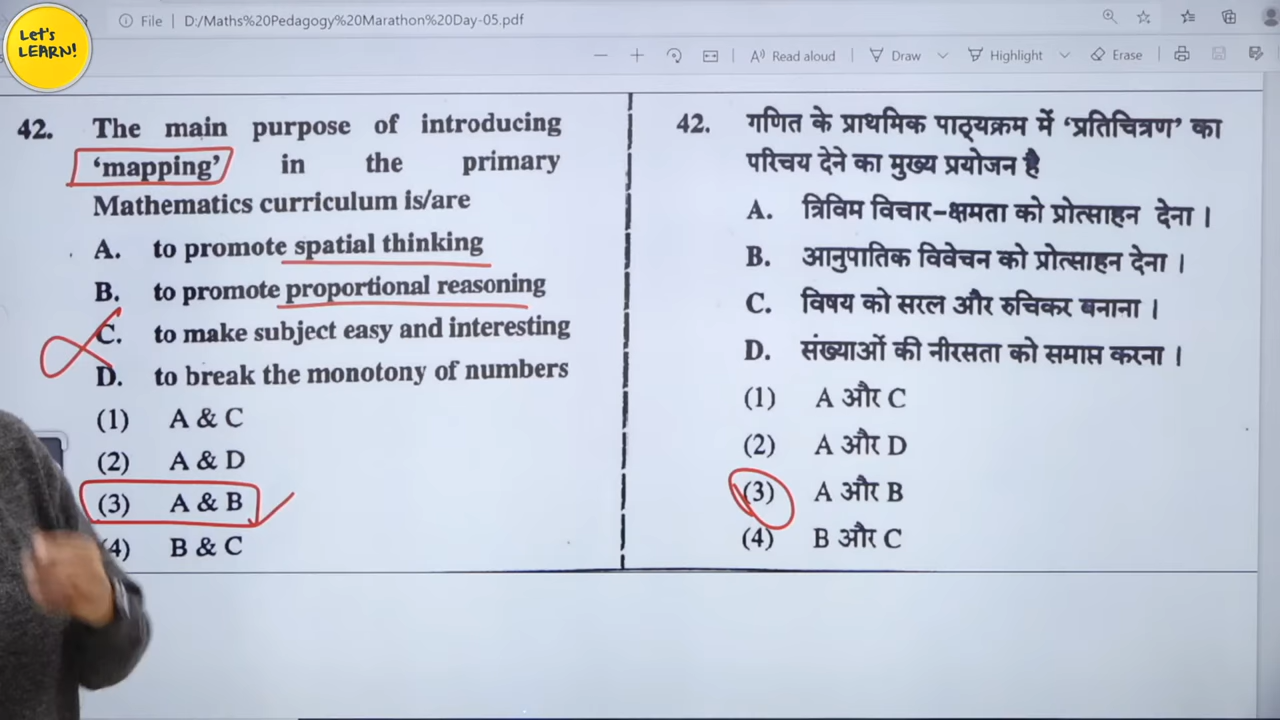 Let's
LEARN!
File | D:/Maths%20Pedagogy%20Marathon%20Day-05.pdf
Read aloud
Draw
Highlight
Erase
42. The main purpose of introducing
‘mapping’ in the primary
Mathematics curriculum is/are
A. to promote spatial thinking
B. to promote proportional reasoning
C. to make subject easy and interesting
D. to break the monotony of numbers
(1) A & C
(2) A & D
(3) A & B
4) B & C
42. गणित के प्राथमिक पाठ्यक्रम में ‘प्रतिचित्रण’ का
परिचय देने का मुख्य प्रयोजन है
A. त्रिविम विचार-क्षमता को प्रोत्साहन देना ।
B. आनुपातिक विवेचन को प्रोत्साहन देना ।
C. विषय को सरल और रुचिकर बनाना ।
D. संख्याओं की नीरसता को समाप्त करना ।
(1) A और C
(2) A और D
(3) A और B
(4) B और C